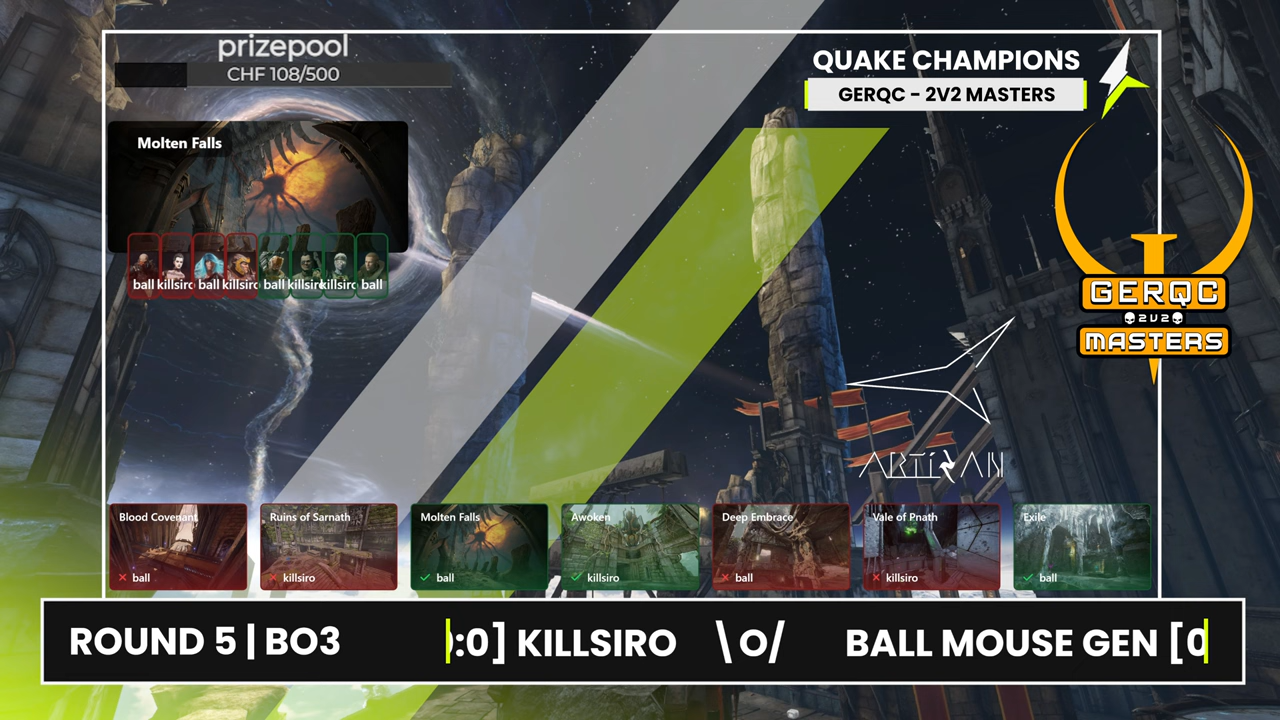 prizepool
CHF 108/500
QUAKE CHAMPIONS
GERQC - 2V2 MASTERS
Molten Falls
ball killsiro ball killsiro ball killsiro killsiro ball
GERQC
2V2
MASTERS
ARTiZAN
Blood Covenant
ball
Ruins of Sarnath
killsiro
Molten Falls
ball
Awoken
killsiro
Deep Embrace
ball
Vale of Pnath
killsiro
Exile
ball
ROUND 5 | BO3
:0] KILLSIRO \O/ BALL MOUSE GEN [0